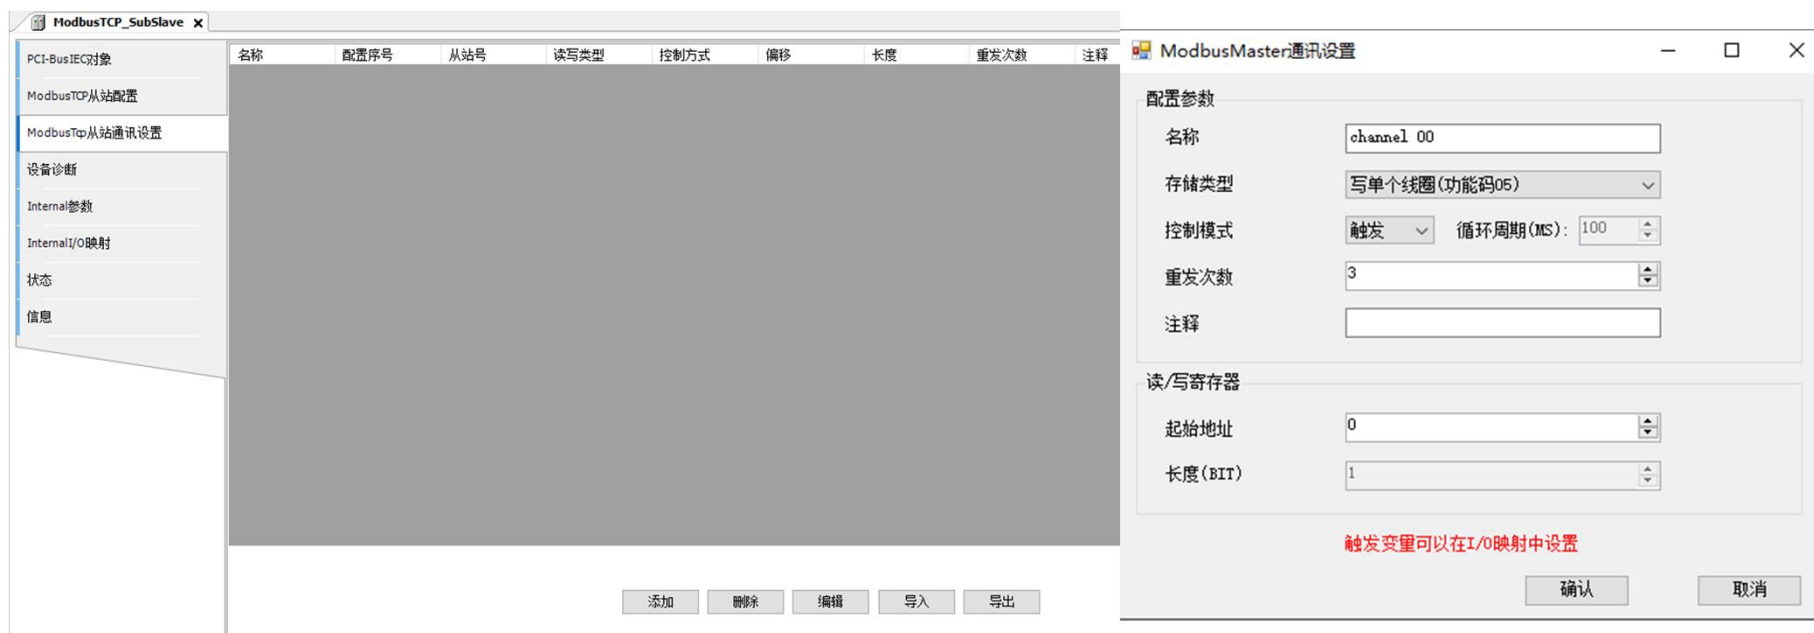 ModbusTCP_SubSlave
PCI-BusIEC对象
ModbusTCP从站配置
ModbusTcp从站通讯设置
设备诊断
Internal参数
InternalI/O映射
状态
信息
名称 配置序号 从站号 读写类型 控制方式 偏移 长度 重发次数 注释
添加 删除 编辑 导入 导出
ModbusMaster通讯设置
配置参数
名称 channel 00
存储类型 写单个线圈(功能码05)
控制模式 触发 循环周期(MS): 100
重发次数 3
注释
读/写寄存器
起始地址 0
长度(BIT) 1
触发变量可以在I/O映射中设置
确认 取消